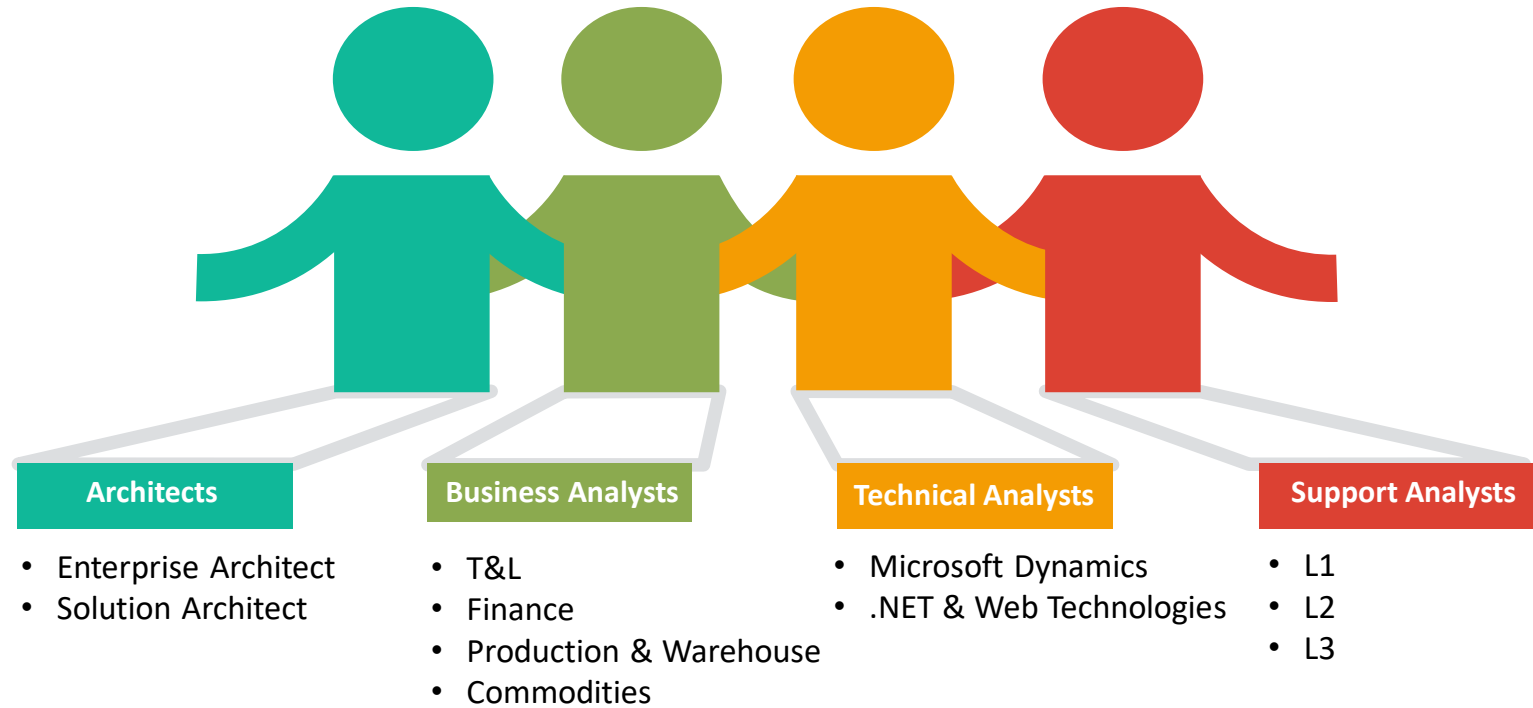 Architects
• Enterprise Architect
• Solution Architect
Business Analysts
• T&L
• Finance
• Production & Warehouse
• Commodities
Technical Analysts
• Microsoft Dynamics
• .NET & Web Technologies
Support Analysts
• L1
• L2
• L3